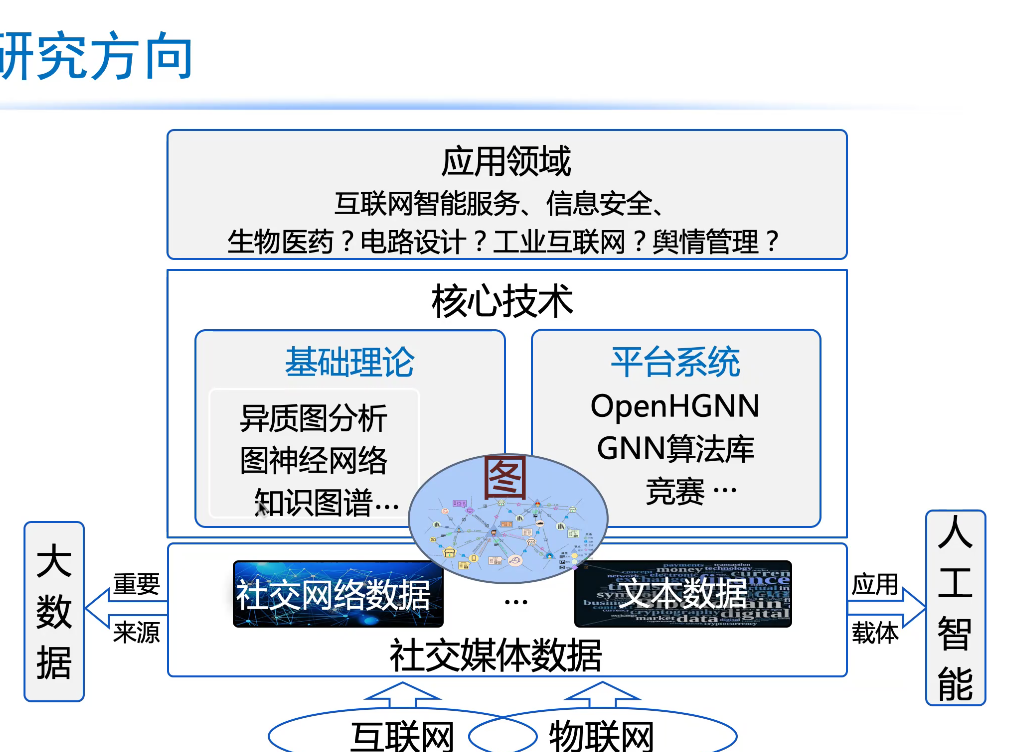 研究方向
应用领域
互联网智能服务、信息安全、
生物医药？电路设计？工业互联网？舆情管理？
核心技术
基础理论
异质图分析
图神经网络
知识图谱…
平台系统
OpenHGNN
GNN算法库
竞赛 …
图
大数据
重要
来源
社交网络数据
…
文本数据
社交媒体数据
应用
载体
人工智能
互联网
物联网